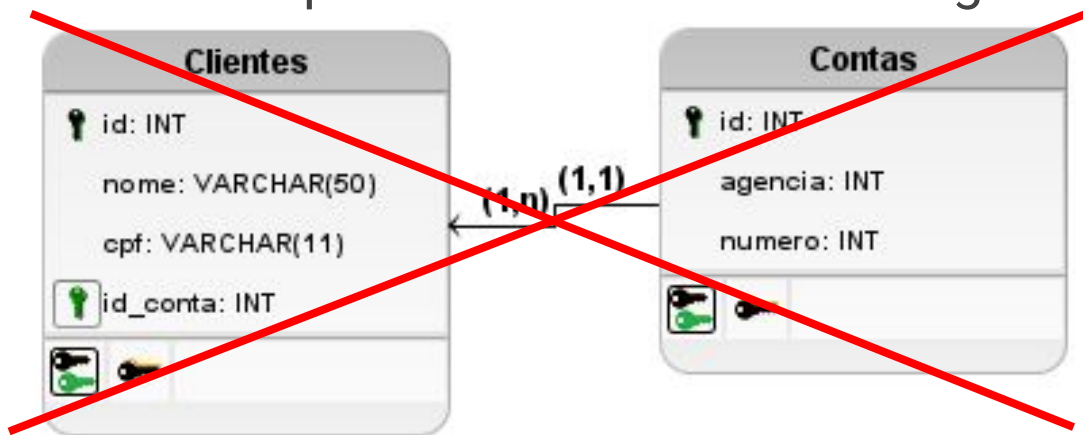 Clientes
id: INT
nome: VARCHAR(50)
cpf: VARCHAR(11)
id_conta: INT
(1,n)
(1,1)
Contas
id: INT
agencia: INT
numero: INT